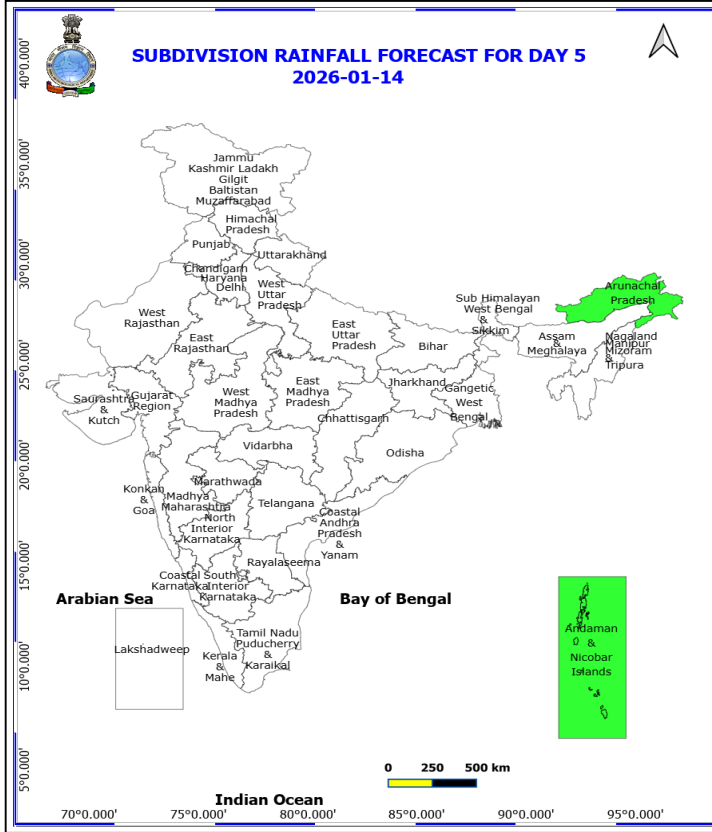 SUBDIVISION RAINFALL FORECAST FOR DAY 5
2026-01-14
40°0.000'
35°0.000'
30°0.000'
25°0.000'
20°0.000'
15°0.000'
10°0.000'
5°0.000'
Jammu
Kashmir Ladakh
Gilgit
Baltistan
Muzaffarabad
Himachal
Pradesh
Punjab
Uttarakhand
Chandigarh
Haryana
Delhi
West
Uttar
Pradesh
West
Rajasthan
East
Rajasthan
East
Uttar
Pradesh
Bihar
Sub Himalayan
West Bengal
&
Sikkim
Arunachal
Pradesh
Assam
&
Meghalaya
Nagaland
Manipur
Mizoram
&
Tripura
Saurashtra
&
Kutch
Gujarat
Region
West
Madhya
Pradesh
East
Madhya
Pradesh
Jharkhand
Gangetic
West
Bengal
Chhattisgarh
Odisha
Vidarbha
Konkan
&
Goa
Marathwada
Madhya
Maharashtra
Telangana
North
Interior
Karnataka
Coastal
Andhra
Pradesh
&
Yanam
Rayalaseema
Coastal
Karnataka
South
Interior
Karnataka
Arabian Sea
Bay of Bengal
Lakshadweep
Kerala
&
Mahe
Tamil Nadu
Puducherry
&
Karaikal
Andaman
&
Nicobar
Islands
0 250 500 km
Indian Ocean
70°0.000' 75°0.000' 80°0.000' 85°0.000' 90°0.000' 95°0.000'